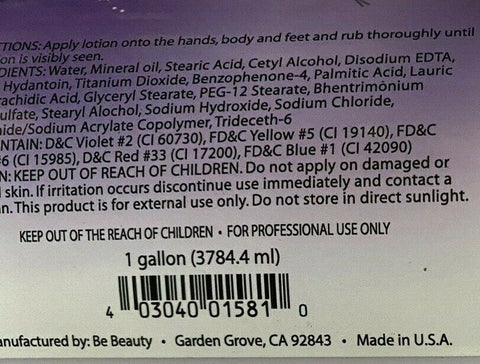 TIONS: Apply lotion onto the hands, body and feet and rub thoroughly until
on is visibly seen.
DIENTS: Water, Mineral oil, Stearic Acid, Cetyl Alcohol, Disodium EDTA,
Hydantoin, Titanium Dioxide, Benzophenone-4, Palmitic Acid, Lauric
rachidic Acid, Glyceryl Stearate, PEG-12 Stearate, Bhentrimonium
ulfate, Stearyl Alochol, Sodium Hydroxide, Sodium Chloride,
ide/Sodium Acrylate Copolymer, Trideceth-6
NTAIN: D&C Violet #2 (CI 60730), FD&C Yellow #5 (CI 19140), FD&C
#6 (CI 15985), D&C Red #33 (CI 17200), FD&C Blue #1 (CI 42090)
N: KEEP OUT OF REACH OF CHILDREN. Do not apply on damaged or
l skin. If irritation occurs discontinue use immediately and contact a
n. This product is for external use only. Do not store in direct sunlight.
KEEP OUT OF THE REACH OF CHILDREN • FOR PROFESSIONAL USE ONLY
1 gallon (3784.4 ml)
4 03040 01581 0
anufactured by: Be Beauty • Garden Grove, CA 92843 • Made in U.S.A.